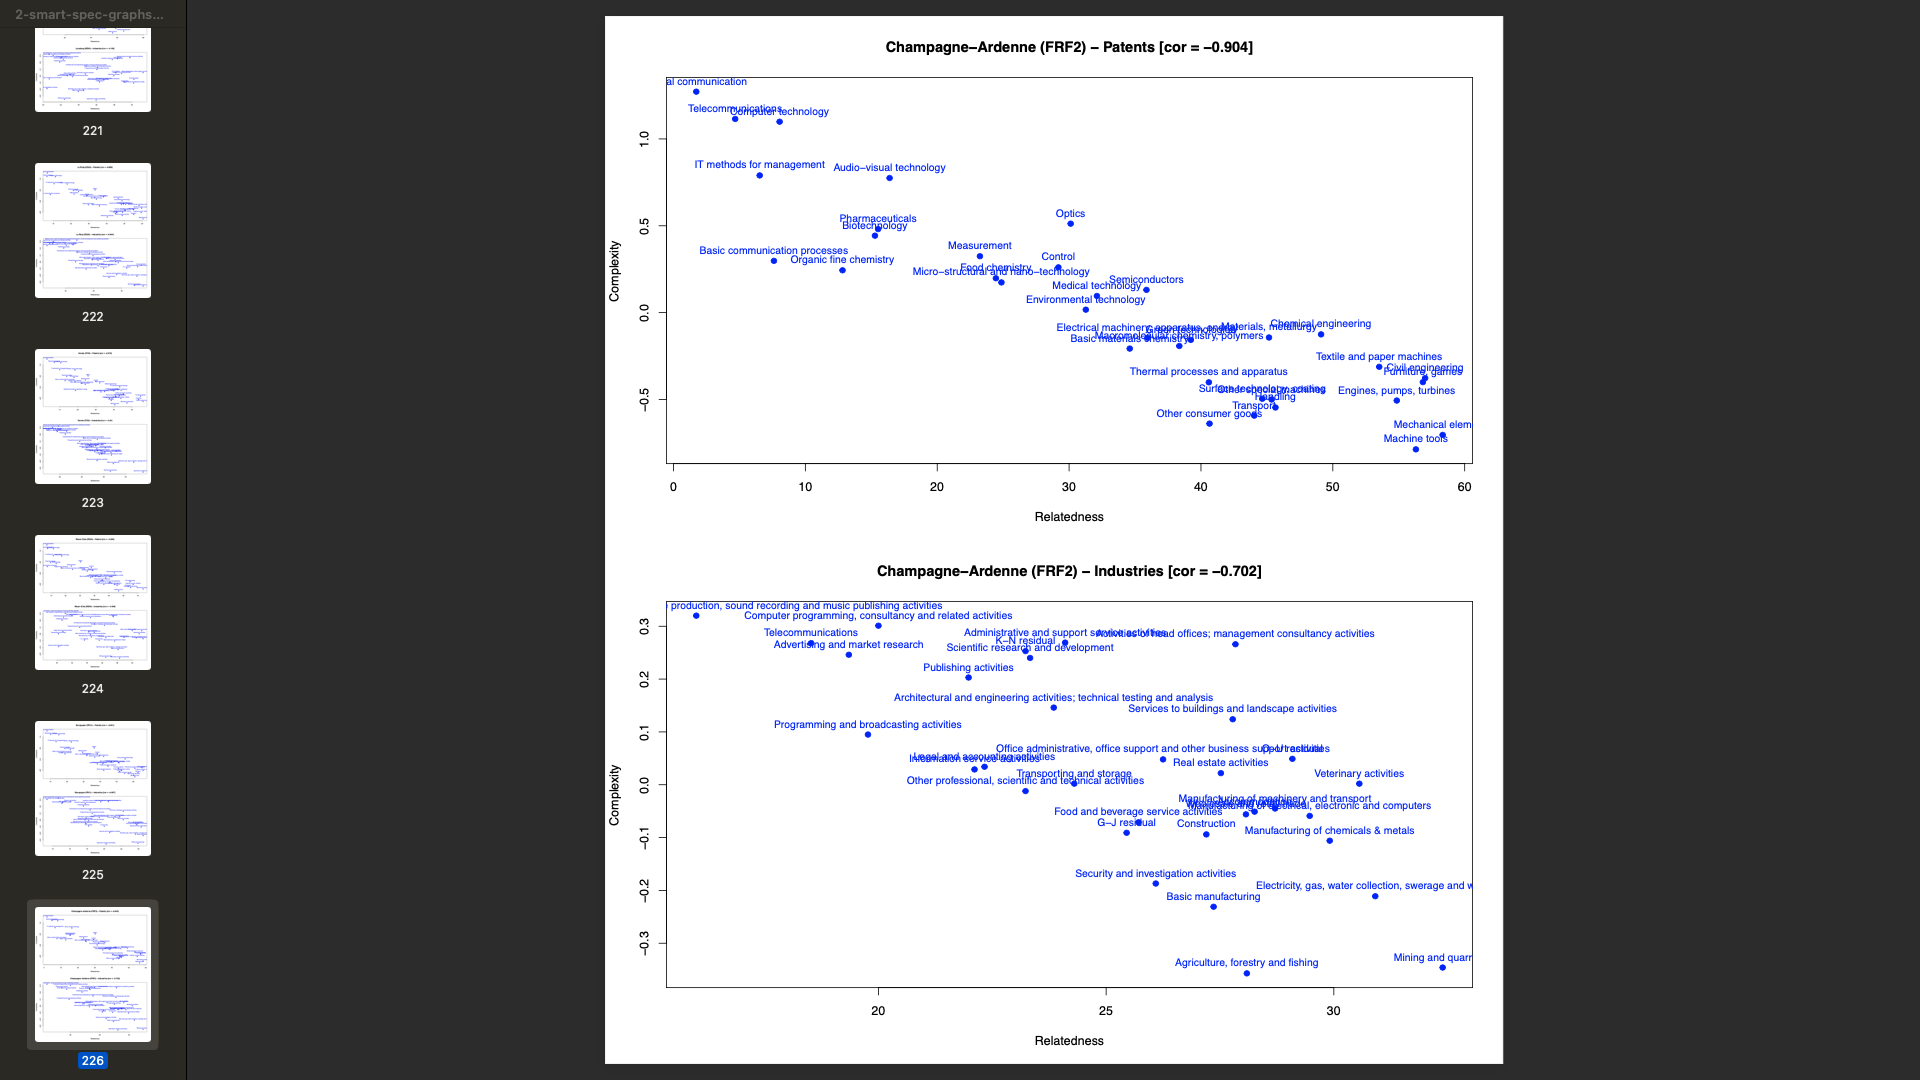 2-smart-spec-graphs...
221
222
223
224
225
226
Champagne–Ardenne (FRF2) – Patents [cor = –0.904]
al communication
Telecommunications
Computer technology
IT methods for management
Audio–visual technology
Pharmaceuticals
Biotechnology
Optics
Basic communication processes
Organic fine chemistry
Measurement
Control
Food chemistry
Micro–structural and nano–technology
Semiconductors
Medical technology
Environmental technology
Electrical machinery, apparatus, energy
Green technologies
Materials, metallurgy
Chemical engineering
Macromolecular chemistry, polymers
Basic materials chemistry
Textile and paper machines
Civil engineering
Furniture, games
Thermal processes and apparatus
Surface technology, coating
Other special machines
Engines, pumps, turbines
Handling
Transport
Other consumer goods
Mechanical elem
Machine tools
Complexity
1.0
0.5
0.0
–0.5
0 10 20 30 40 50 60
Relatedness
Champagne–Ardenne (FRF2) – Industries [cor = –0.702]
production, sound recording and music publishing activities
Computer programming, consultancy and related activities
Telecommunications
Administrative and support service activities
Activities of head offices; management consultancy activities
Advertising and market research
K–N residual
Scientific research and development
Publishing activities
Architectural and engineering activities; technical testing and analysis
Services to buildings and landscape activities
Programming and broadcasting activities
Office administrative, office support and other business support activities
O–U residual
Legal and accounting activities
Information service activities
Real estate activities
Transporting and storage
Veterinary activities
Other professional, scientific and technical activities
Manufacturing of machinery and transport
Manufacturing of electrical, electronic and computers
Food and beverage service activities
G–J residual
Construction
Manufacturing of chemicals & metals
Security and investigation activities
Electricity, gas, water collection, swerage and w
Basic manufacturing
Mining and quarr
Agriculture, forestry and fishing
Complexity
0.3
0.2
0.1
0.0
–0.1
–0.2
–0.3
20 25 30
Relatedness